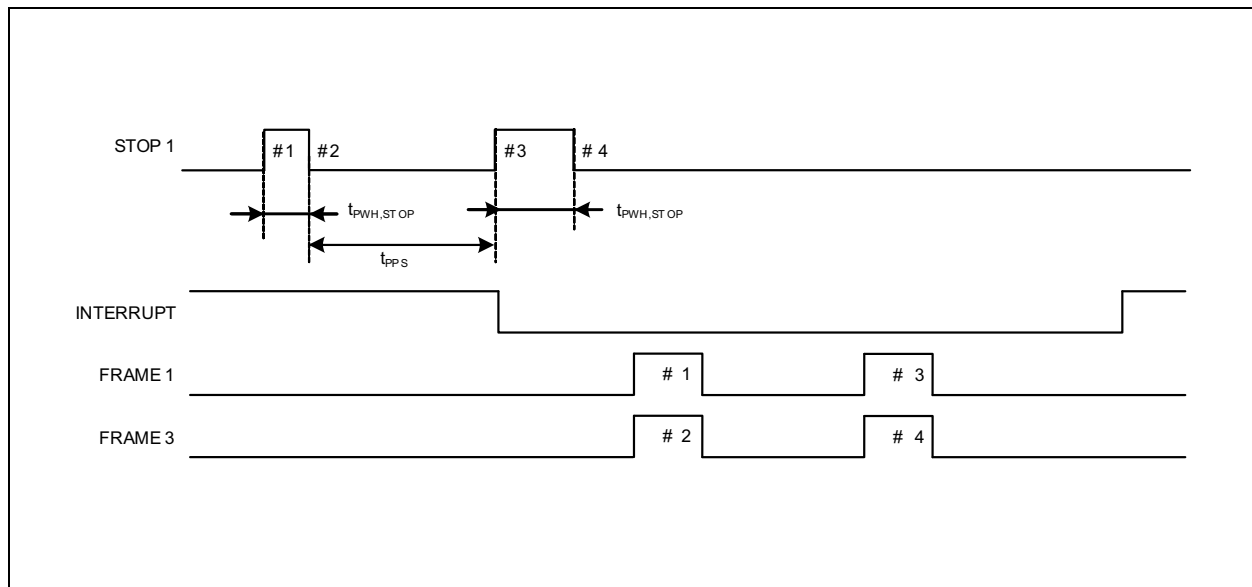 STOP 1
#1
#2
#3
# 4
tPWH,STOP
tPWH,STOP
tPPS
INTERRUPT
FRAME 1
# 1
# 3
FRAME 3
# 2
# 4